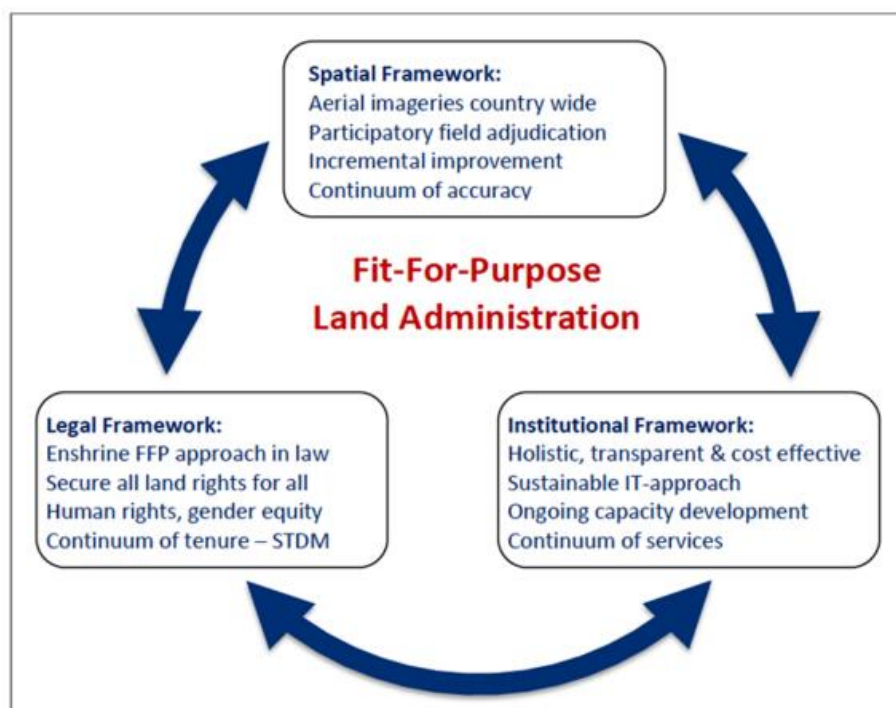 Spatial Framework:
Aerial imageries country wide
Participatory field adjudication
Incremental improvement
Continuum of accuracy
Fit-For-Purpose
Land Administration
Legal Framework:
Enshrine FFP approach in law
Secure all land rights for all
Human rights, gender equity
Continuum of tenure – STDM
Institutional Framework:
Holistic, transparent & cost effective
Sustainable IT-approach
Ongoing capacity development
Continuum of services